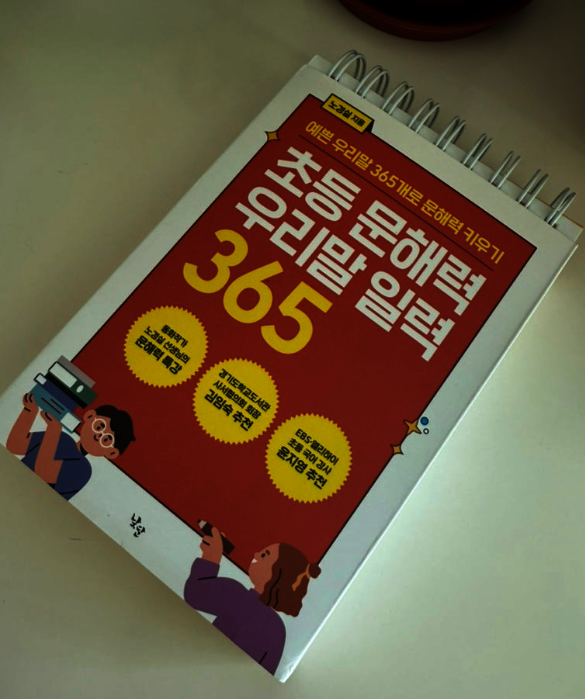 노경실 지음
예쁜 우리말 365개로 문해력 키우기
초등 문해력
우리말 일력
365
동화작가
노경실 선생님의
문해력 특강
경기도학교도서관
사서협의회 회장
김임숙 추천
EBS·엘리하이
초등 국어 강사
윤지영 추천